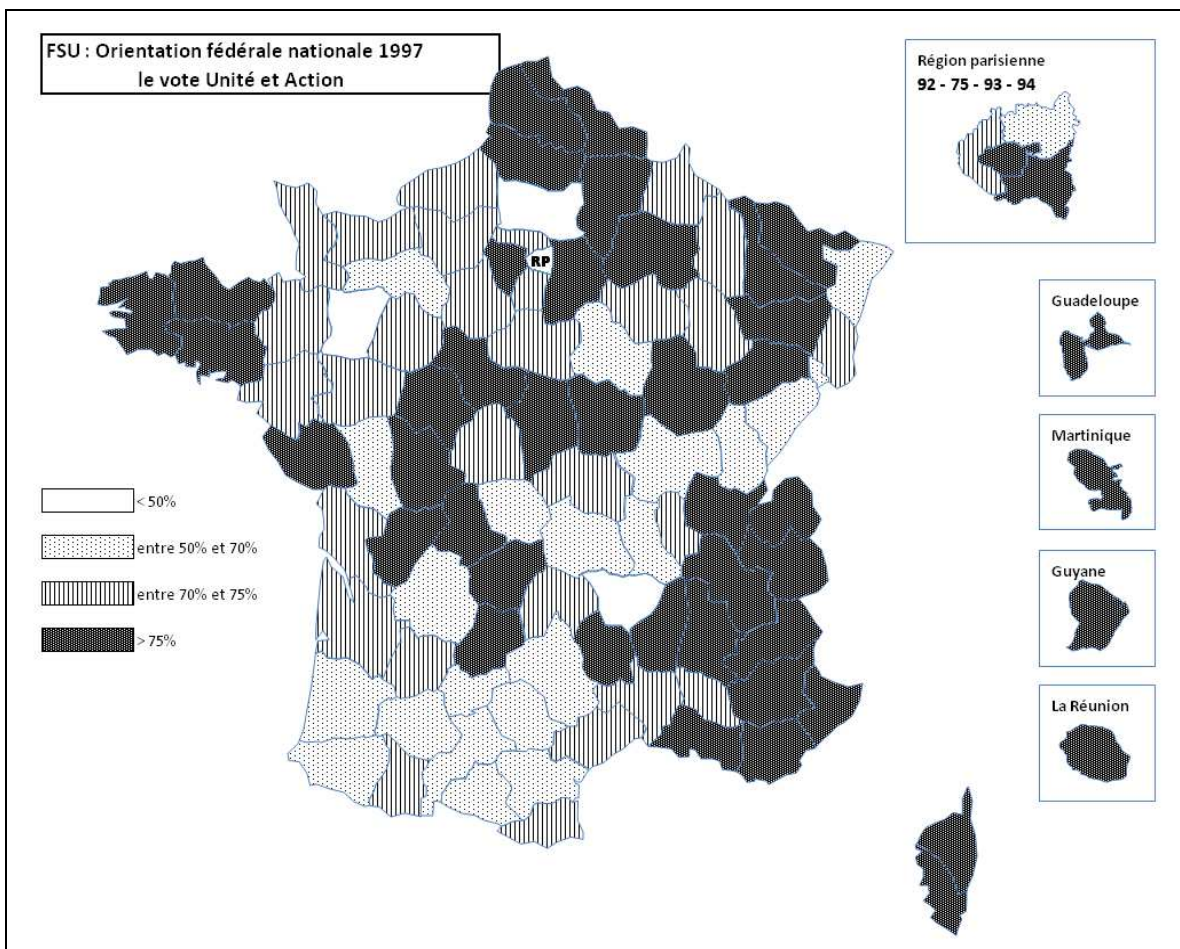 FSU : Orientation fédérale nationale 1997
le vote Unité et Action
Région parisienne
92 - 75 - 93 - 94
RP
Guadeloupe
Martinique
Guyane
La Réunion
< 50%
entre 50% et 70%
entre 70% et 75%
> 75%